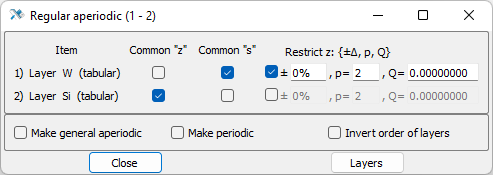 Regular aperiodic (1 - 2)
Item Common "z" Common "s" Restrict z: {±Δ, p, Q}
1) Layer W (tabular) ± 0% , p= 2 , Q= 0.00000000
2) Layer Si (tabular) ± 0% , p= 2 , Q= 0.00000000
Make general aperiodic Make periodic Invert order of layers
Close Layers